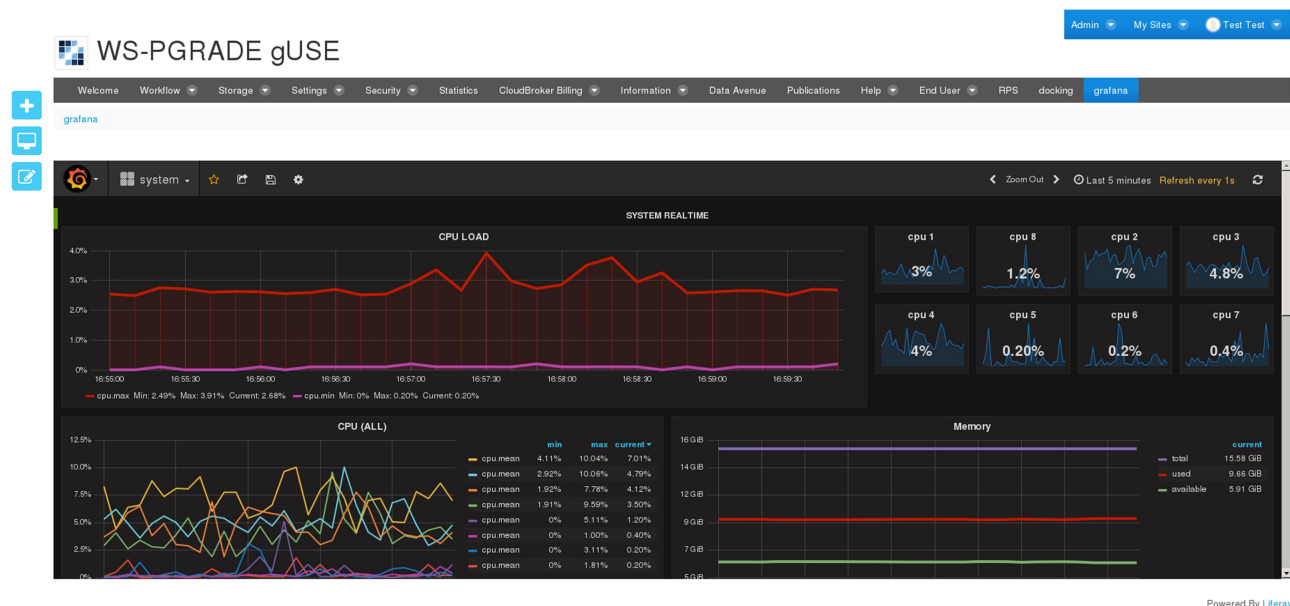 Admin My Sites Test Test
WS-PGRADE gUSE
Welcome Workflow Storage Settings Security Statistics CloudBroker Billing Information Data Avenue Publications Help End User RPS docking grafana
grafana
system Zoom Out Last 5 minutes Refresh every 1s
SYSTEM REALTIME
CPU LOAD
4.0%
3.0%
2.0%
1.0%
0%
16:55:00 16:55:30 16:56:00 16:56:30 16:57:00 16:57:30 16:58:00 16:58:30 16:59:00 16:59:30
cpu.max Min: 2.49% Max: 3.91% Current: 2.68% cpu.min Min: 0% Max: 0.20% Current: 0.20%
cpu 1 cpu 8 cpu 2 cpu 3
3% 1.2% 7% 4.8%
cpu 4 cpu 5 cpu 6 cpu 7
4% 0.20% 0.2% 0.4%
CPU (ALL)
12.5%
10.0%
7.5%
5.0%
2.5%
0%
min max current
cpu.mean 4.11% 10.04% 7.01%
cpu.mean 2.92% 10.06% 4.79%
cpu.mean 1.92% 7.78% 4.12%
cpu.mean 1.91% 9.59% 3.50%
cpu.mean 0% 5.11% 1.20%
cpu.mean 0% 1.00% 0.40%
cpu.mean 0% 3.11% 0.20%
cpu.mean 0% 1.81% 0.20%
Memory
16 GiB
14 GiB
12 GiB
9 GiB
7 GiB
5 GiB
current
total 15.58 GiB
used 9.66 GiB
available 5.91 GiB
Powered By Liferay